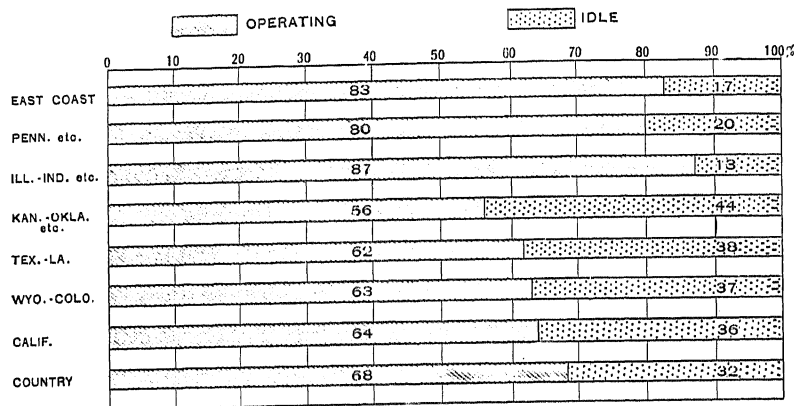 OPERATING IDLE
0 10 20 30 40 50 60 70 80 90 100%
EAST COAST 83 17
PENN. etc. 80 20
ILL.-IND. etc. 87 13
KAN.-OKLA. 56 44
etc.
TEX.-LA. 62 38
WYO.-COLO. 63 37
CALIF. 64 36
COUNTRY 68 32